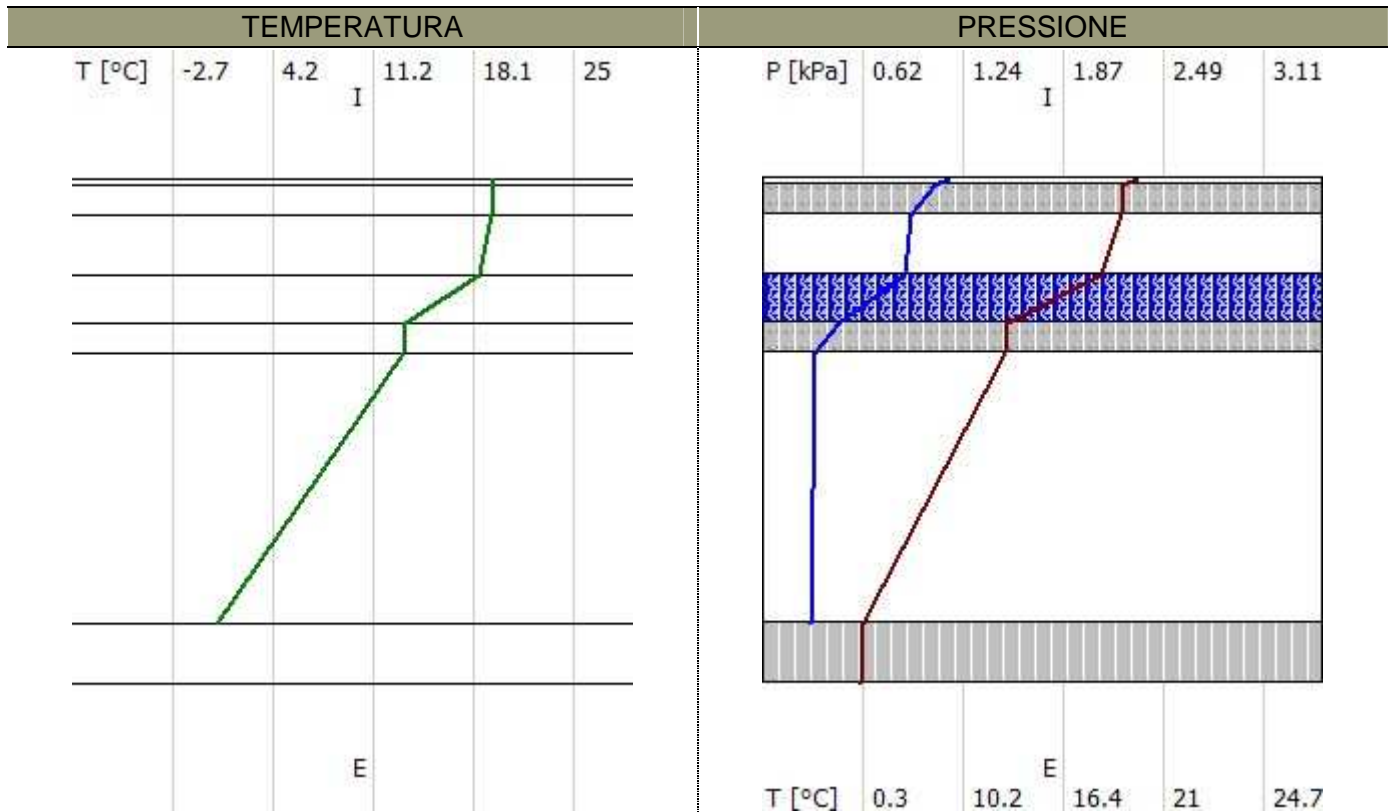 TEMPERATURA
T [°C] -2.7 4.2 11.2 18.1 25
I
E
PRESSIONE
P [kPa] 0.62 1.24 1.87 2.49 3.11
I
E
T [°C] 0.3 10.2 16.4 21 24.7